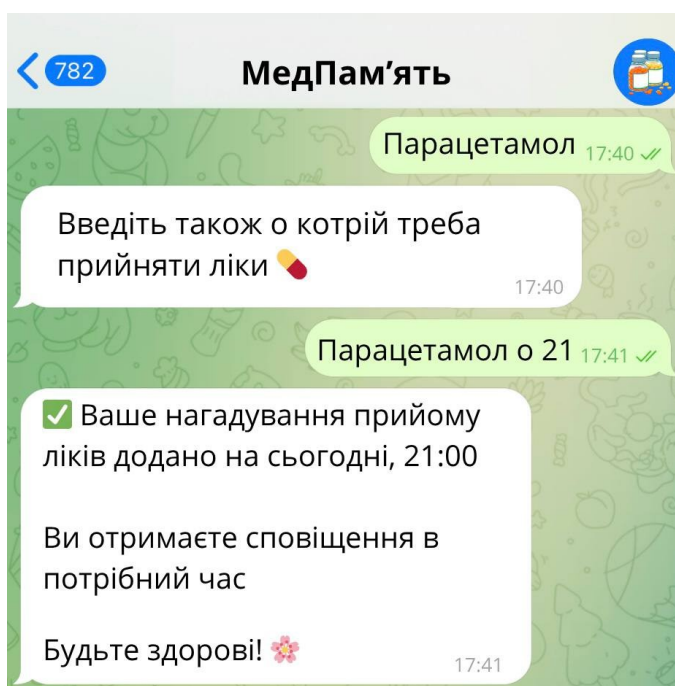 782
МедПам’ять
Парацетамол 17:40
Введіть також о котрій треба
прийняти ліки 💊
17:40
Парацетамол о 21 17:41
✅ Ваше нагадування прийому
ліків додано на сьогодні, 21:00
Ви отримаєте сповіщення в
потрібний час
Будьте здорові! 🌸
17:41